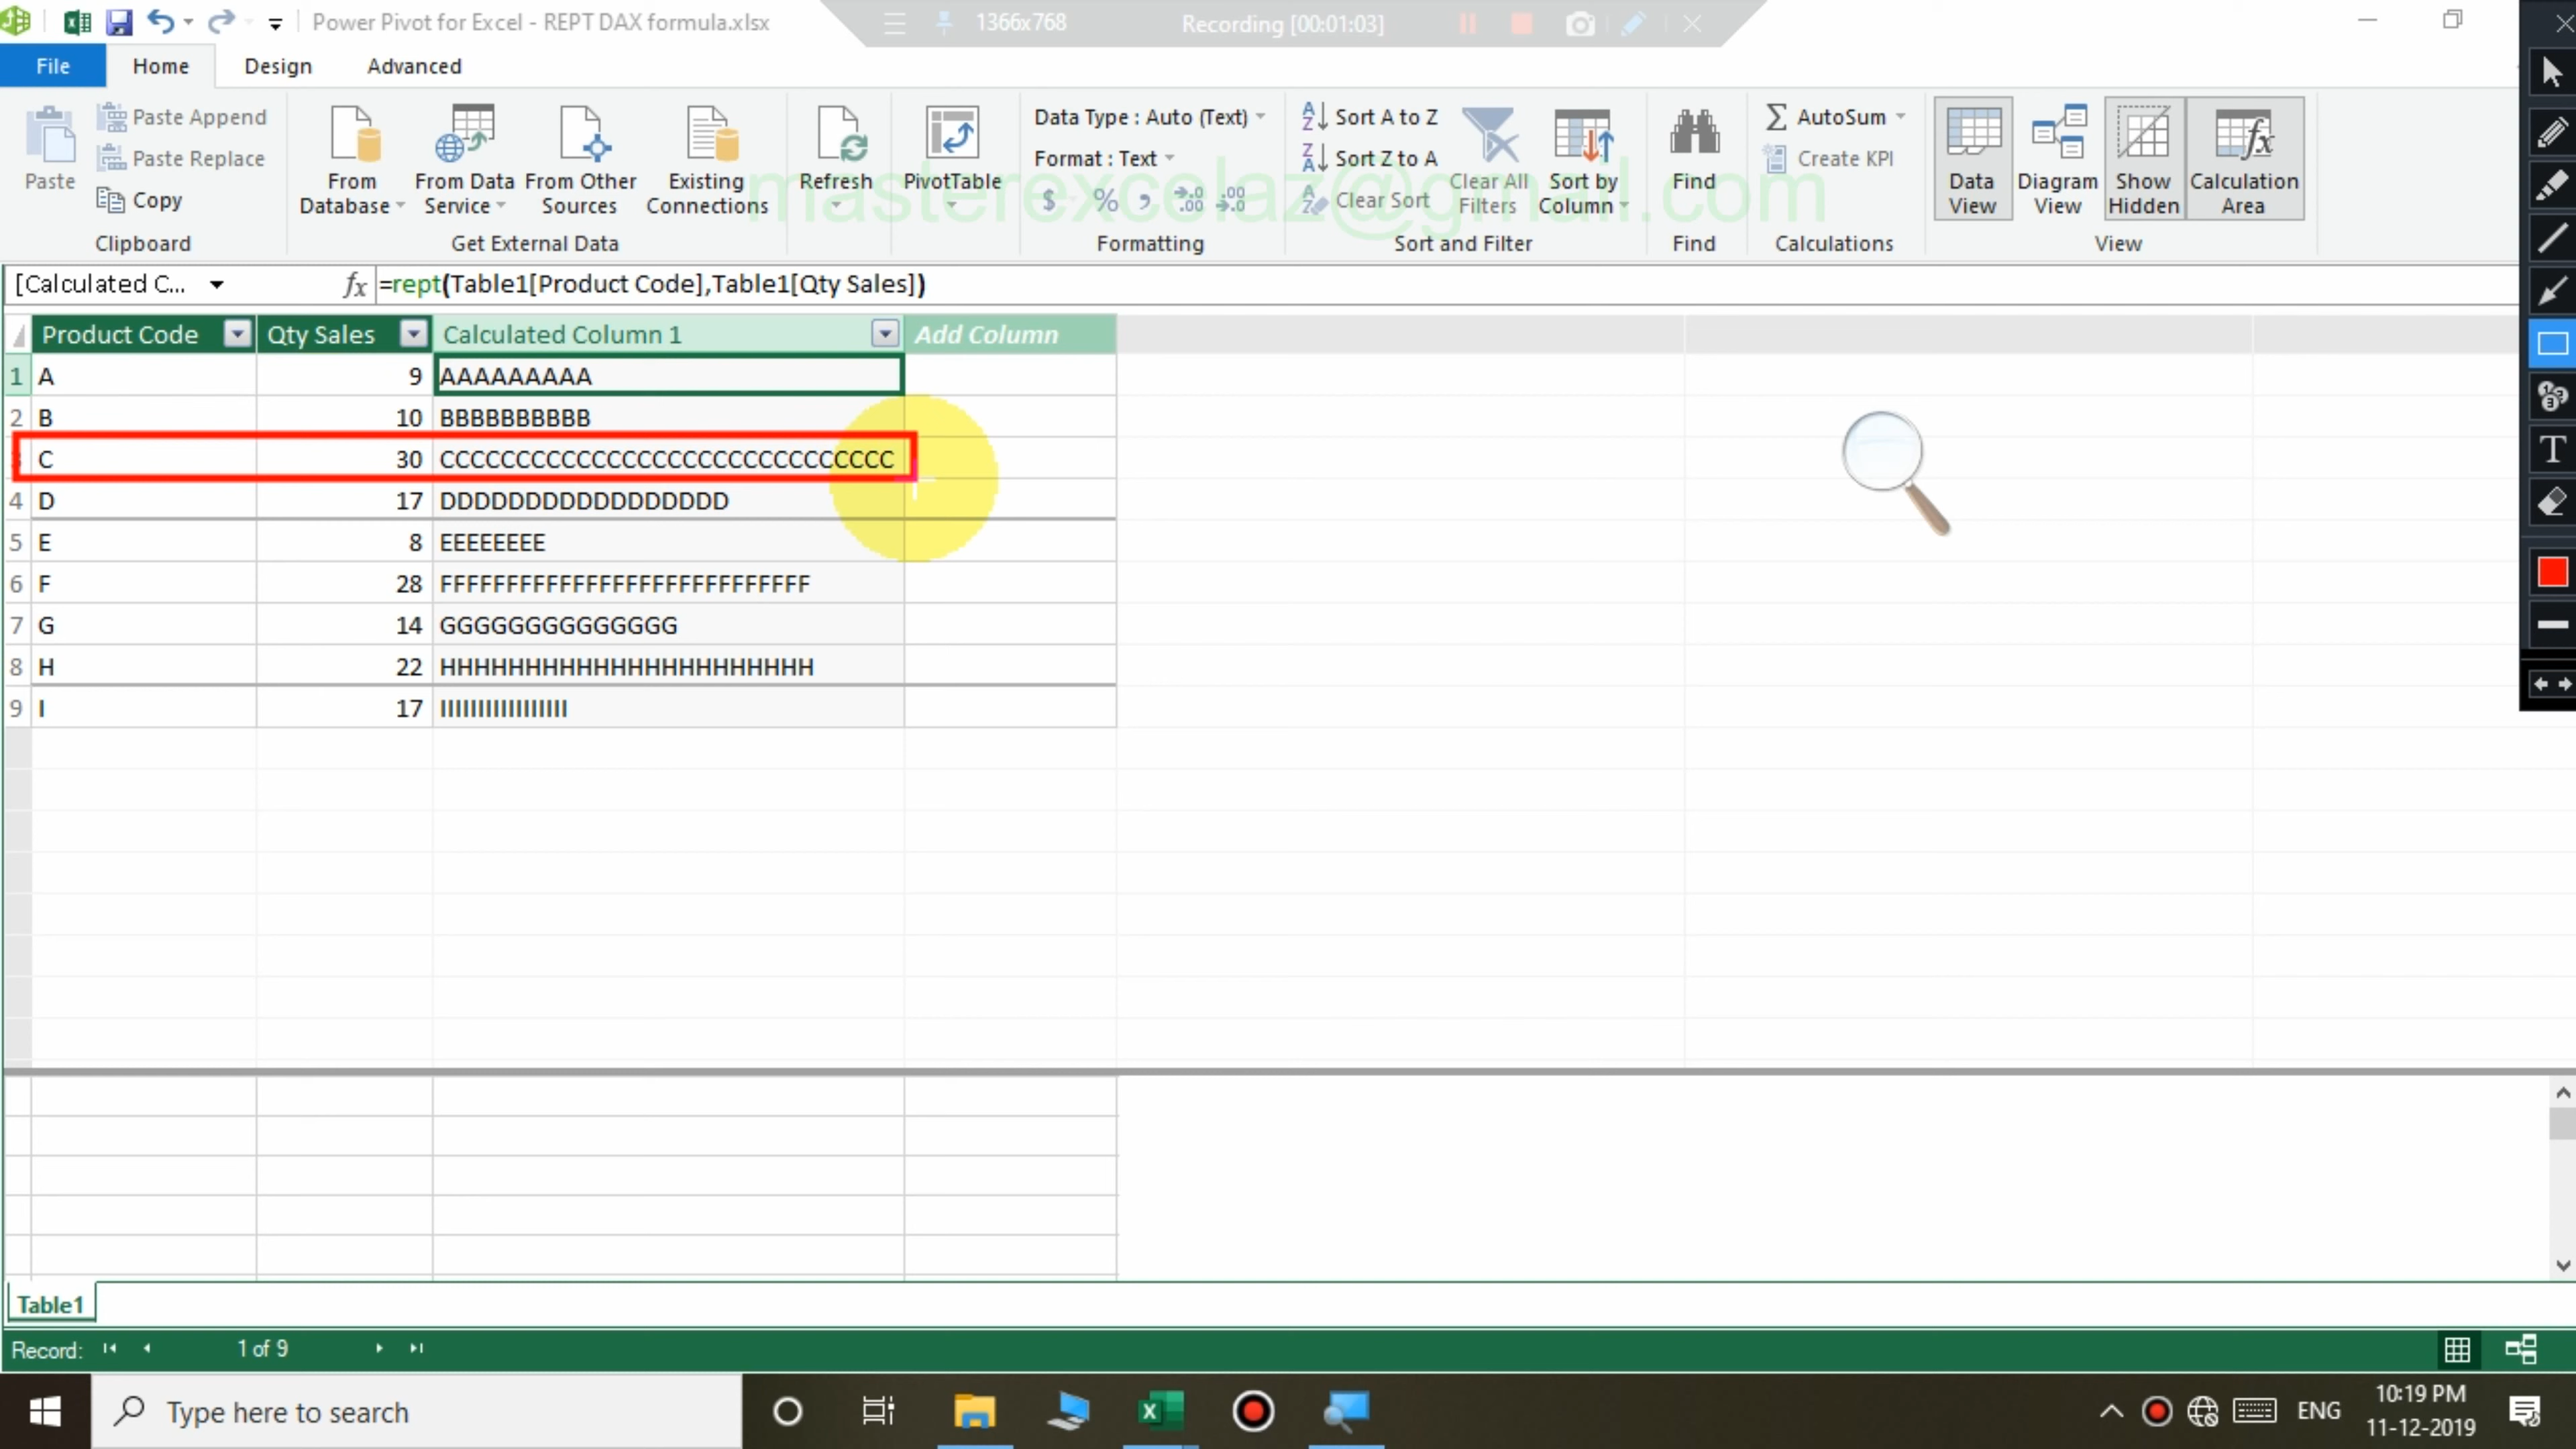 Power Pivot for Excel - REPT DAX formula.xlsx
1366x768
Recording [00:01:03]
File Home Design Advanced
Paste
Paste Append
Paste Replace
Copy
Clipboard
From Database
From Data Service
From Other Sources
Existing Connections
Get External Data
Refresh
PivotTable
Data Type : Auto (Text)
Format : Text
$ % , .00 .00
Formatting
Sort A to Z
Sort Z to A
Clear Sort
Clear All Filters
Sort by Column
Sort and Filter
Find
Find
AutoSum
Create KPI
Calculations
Data View
Diagram View
Show Hidden
Calculation Area
View
masterexcelaz@gmail.com
[Calculated C... fx =rept(Table1[Product Code],Table1[Qty Sales])
Product Code Qty Sales Calculated Column 1 Add Column
1 A 9 AAAAAAAAA
2 B 10 BBBBBBBBBB
C 30 CCCCCCCCCCCCCCCCCCCCCCCCCCCCCC
4 D 17 DDDDDDDDDDDDDDDDD
5 E 8 EEEEEEEE
6 F 28 FFFFFFFFFFFFFFFFFFFFFFFFFFFF
7 G 14 GGGGGGGGGGGGGG
8 H 22 HHHHHHHHHHHHHHHHHHHHHH
9 I 17 IIIIIIIIIIIIIIIII
Table1
Record: 1 of 9
Type here to search
ENG
10:19 PM
11-12-2019